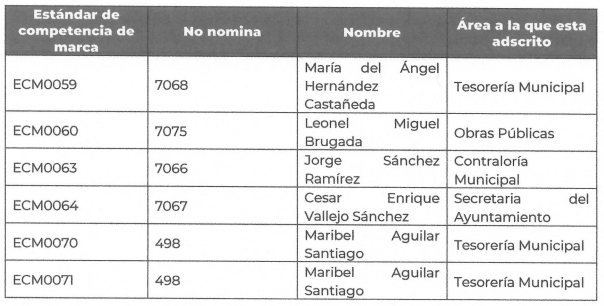 Estándar de competencia de marca | No nomina | Nombre | Área a la que esta adscrito
ECM0059 | 7068 | María del Ángel Hernández Castañeda | Tesorería Municipal
ECM0060 | 7075 | Leonel Miguel Brugada | Obras Públicas
ECM0063 | 7066 | Jorge Sánchez Ramírez | Contraloría Municipal
ECM0064 | 7067 | Cesar Enrique Vallejo Sánchez | Secretaria del Ayuntamiento
ECM0070 | 498 | Maribel Aguilar Santiago | Tesorería Municipal
ECM0071 | 498 | Maribel Aguilar Santiago | Tesorería Municipal